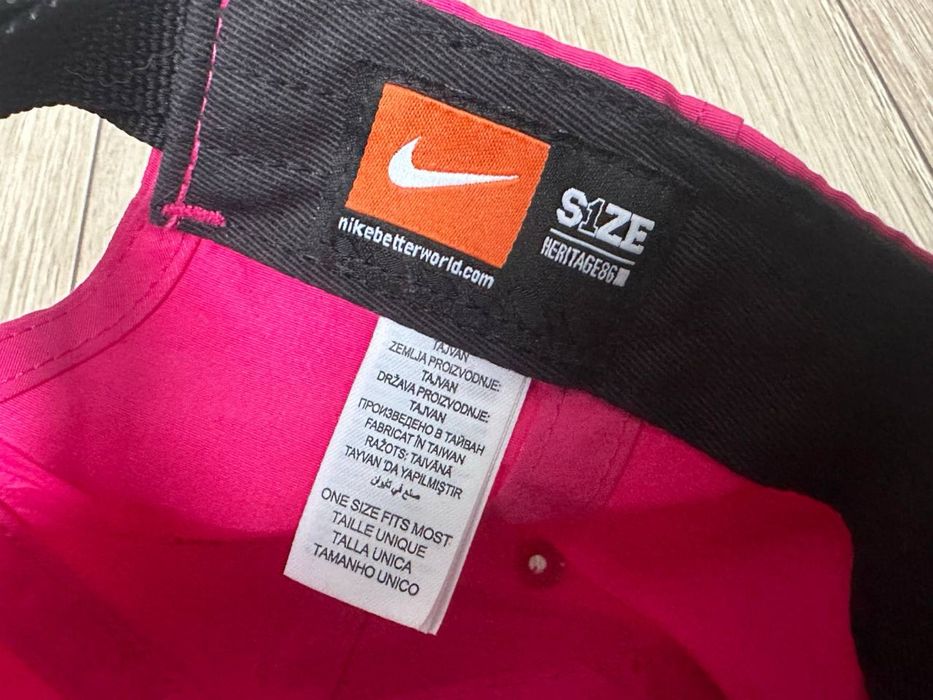 nikebetterworld.com
S1ZE
HERITAGE86
TAJVAN
ZEMLJA PROIZVODNJE:
TAJVAN
DRŽAVA PROIZVODNJE:
TAJVAN
ПРОИЗВЕДЕНО В ТАЙВАН
FABRICAT ÎN TAIWAN
RAŽOTS: TAIVĀNĀ
TAYVAN'DA YAPILMIŞTIR
صنع في تايوان
ONE SIZE FITS MOST
TAILLE UNIQUE
TALLA UNICA
TAMANHO UNICO